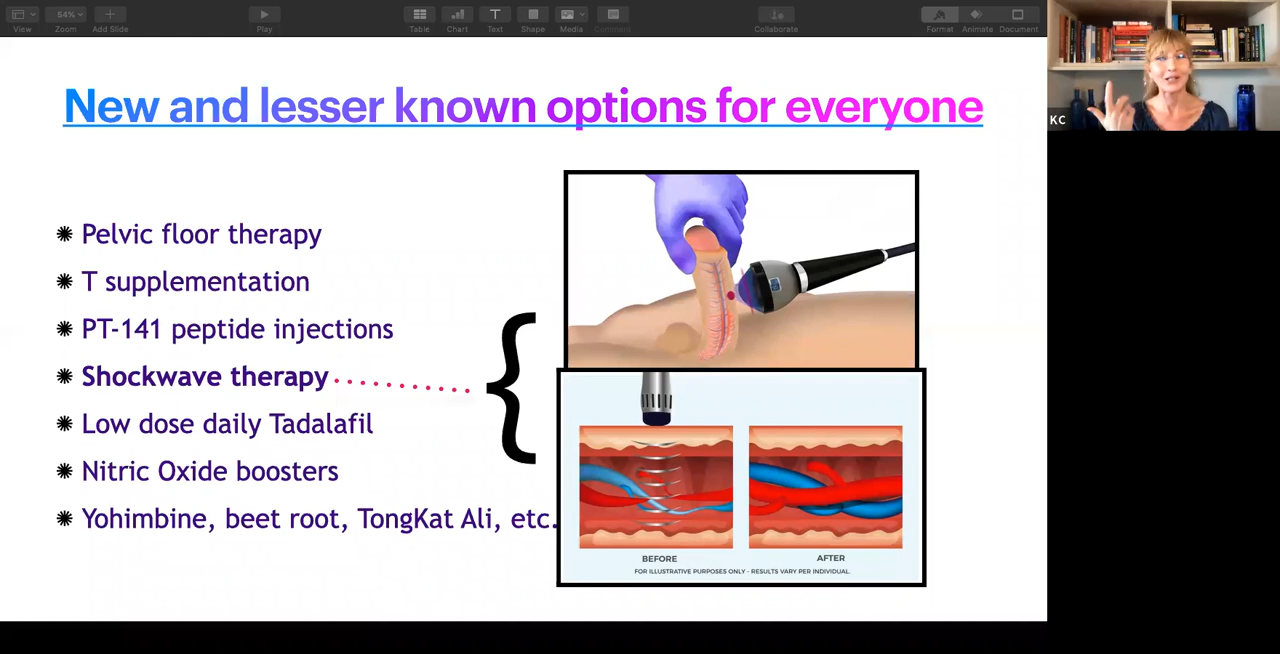 54%
View
Zoom
Add Slide
Play
Table
Chart
Text
Shape
Media
Comment
Collaborate
Format
Animate
Document
KC
New and lesser known options for everyone
Pelvic floor therapy
T supplementation
PT-141 peptide injections
Shockwave therapy
Low dose daily Tadalafil
Nitric Oxide boosters
Yohimbine, beet root, TongKat Ali, etc.
BEFORE
AFTER
FOR ILLUSTRATIVE PURPOSES ONLY - RESULTS VARY PER INDIVIDUAL.